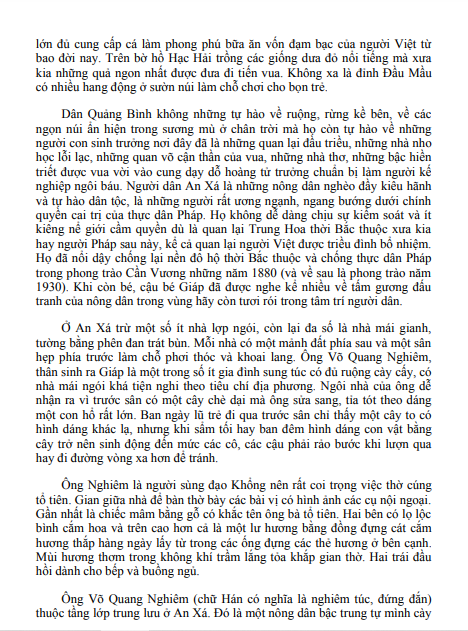 lớn đủ cung cấp cá làm phong phú bữa ăn vốn đạm bạc của người Việt từ
bao đời nay. Trên bờ hồ Hạc Hải trồng các giống dưa đỏ nổi tiếng mà xưa
kia những quả ngon nhất được đưa đi tiến vua. Không xa là đỉnh Đầu Mầu
có nhiều hang động ở sườn núi làm chỗ chơi cho bọn trẻ.
Dân Quảng Bình không những tự hào về ruộng, rừng kề bên, về các
ngọn núi ẩn hiện trong sương mù ở chân trời mà họ còn tự hào về những
người con sinh trưởng nơi đây đã là những quan lại đầu triều, những nhà nho
học lỗi lạc, những quan võ cận thần của vua, những nhà thơ, những bậc hiền
triết được vua vời vào cung dạy dỗ hoàng tử trưởng chuẩn bị làm người kế
nghiệp ngôi báu. Người dân An Xá là những nông dân nghèo đầy kiêu hãnh
và tự hào dân tộc, là những người rất ương ngạnh, ngang bướng dưới chính
quyền cai trị của thực dân Pháp. Họ không dễ dàng chịu sự kiểm soát và ít
kiêng nể giới cầm quyền dù là quan lại Trung Hoa thời Bắc thuộc xưa kia
hay người Pháp sau này, kể cả quan lại người Việt được triều đình bổ nhiệm.
Họ đã nổi dậy chống lại nền đô hộ thời Bắc thuộc và chống thực dân Pháp
trong phong trào Cần Vương những năm 1880 (và về sau là phong trào năm
1930). Khi còn bé, cậu bé Giáp đã được nghe kể nhiều về tấm gương đấu
tranh của nông dân trong vùng hãy còn tươi rói trong tâm trí người dân.
Ở An Xá trừ một số ít nhà lợp ngói, còn lại đa số là nhà mái gianh,
tường bằng phên đan trát bùn. Mỗi nhà có một mảnh đất phía sau và một sân
hẹp phía trước làm chỗ phơi thóc và khoai lang. Ông Võ Quang Nghiêm,
thân sinh ra Giáp là một trong số ít gia đình sung túc có đủ ruộng cày cấy, có
nhà mái ngói khá tiện nghi theo tiêu chí địa phương. Ngôi nhà của ông dễ
nhận ra vì trước sân có một cây chè dại mà ông sửa sang, tỉa tót theo dáng
một con hổ rất lớn. Ban ngày lũ trẻ đi qua trước sân chỉ thấy một cây to có
hình dáng khác lạ, nhưng khi sẩm tối hay ban đêm hình dáng con vật bằng
cây trở nên sinh động đến mức các cô, các cậu phải rảo bước khi lượn qua
hay đi đường vòng xa hơn để tránh.
Ông Nghiêm là người sùng đạo Khổng nên rất coi trọng việc thờ cúng
tổ tiên. Gian giữa nhà để bàn thờ bày các bài vị có hình ảnh các cụ nội ngoại.
Gần nhất là chiếc mâm bằng gỗ có khắc tên ông bà tổ tiên. Hai bên có lọ lộc
bình cắm hoa và trên cao hơn cả là một lư hương bằng đồng đựng cát cắm
hương thắp hàng ngày lấy từ trong các ống đựng các thẻ hương ở bên cạnh.
Mùi hương thơm trong không khí trầm lắng tỏa khắp gian thờ. Hai trái đầu
hồi dành cho bếp và buồng ngủ.
Ông Võ Quang Nghiêm (chữ Hán có nghĩa là nghiêm túc, đứng đắn)
thuộc tầng lớp trung lưu ở An Xá. Đó là một nông dân bậc trung tự mình cày